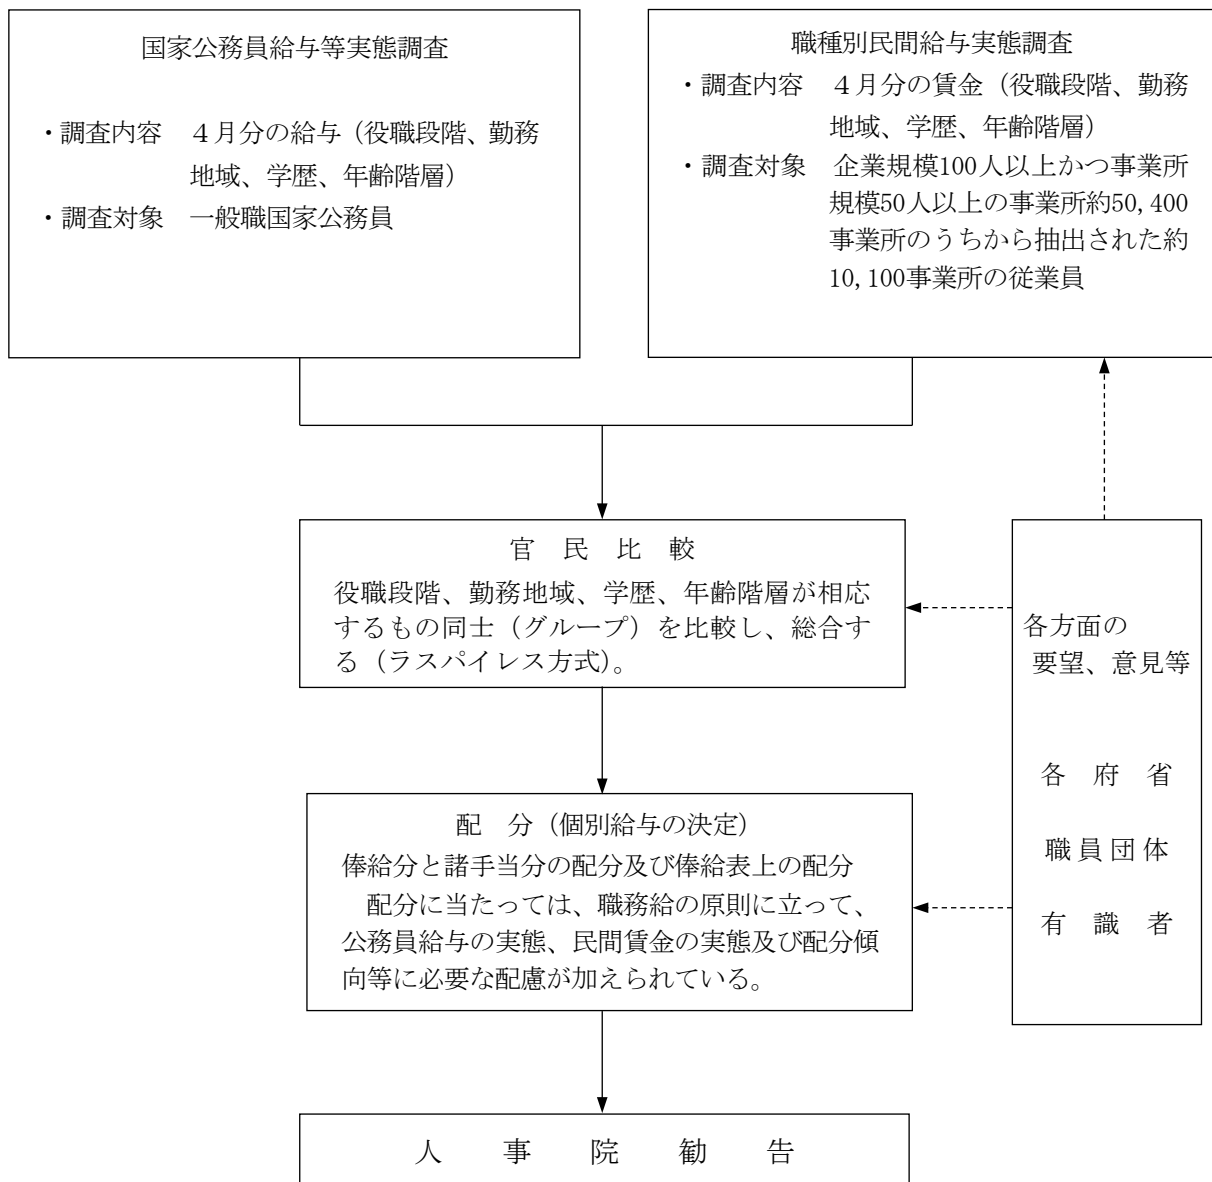 国家公務員給与等実態調査
・調査内容　４月分の給与（役職段階、勤務
地域、学歴、年齢階層）
・調査対象　一般職国家公務員
職種別民間給与実態調査
・調査内容　４月分の賃金（役職段階、勤務
地域、学歴、年齢階層）
・調査対象　企業規模100人以上かつ事業所
規模50人以上の事業所約50,400
事業所のうちから抽出された約
10,100事業所の従業員
官　民　比　較
役職段階、勤務地域、学歴、年齢階層が相応
するもの同士（グループ）を比較し、総合す
る（ラスパイレス方式）。
配　分（個別給与の決定）
俸給分と諸手当分の配分及び俸給表上の配分
配分に当たっては、職務給の原則に立って、
公務員給与の実態、民間賃金の実態及び配分傾
向等に必要な配慮が加えられている。
各方面の
要望、意見等
各　府　省
職員団体
有　識　者
人　事　院　勧　告